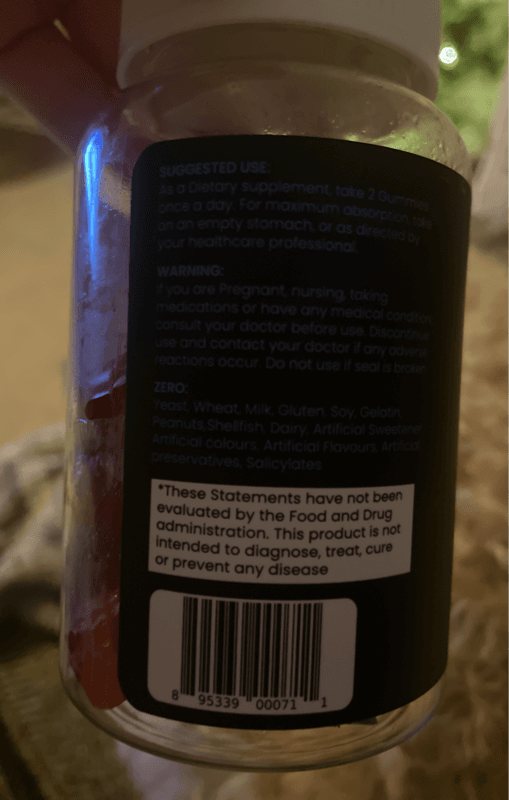 SUGGESTED USE:
As a Dietary supplement, take 2 Gummies
once a day. For maximum absorption, take
on an empty stomach, or as directed by
your healthcare professional.
WARNING:
If you are Pregnant, nursing, taking
medications or have any medical condition
consult your doctor before use. Discontinue
use and contact your doctor if any adverse
reactions occur. Do not use if seal is broken
ZERO:
Yeast, Wheat, Milk, Gluten, Soy, Gelatin
Peanuts,Shellfish, Dairy, Artificial Sweetener
Artificial colours, Artificial Flavours, Artificial
preservatives, Salicylates
*These Statements have not been
evaluated by the Food and Drug
administration. This product is not
intended to diagnose, treat, cure
or prevent any disease
8 95339 00071 1